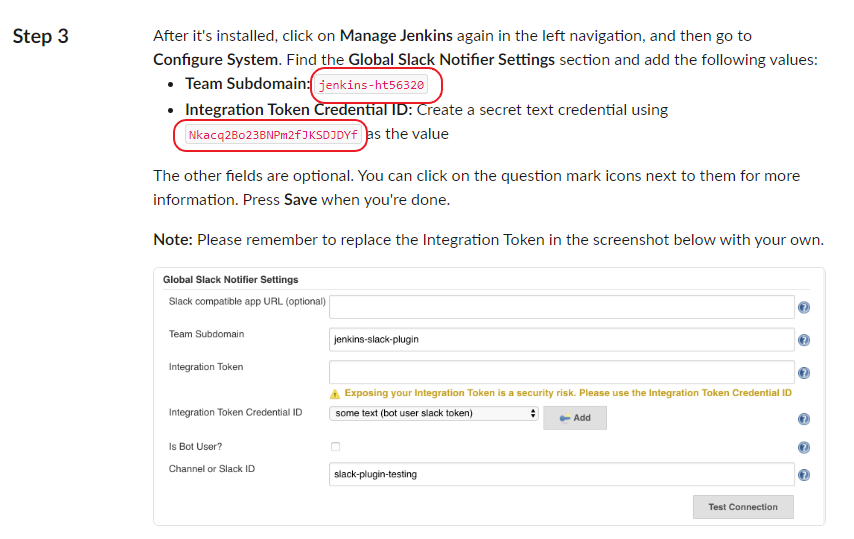 Step 3
After it's installed, click on Manage Jenkins again in the left navigation, and then go to
Configure System. Find the Global Slack Notifier Settings section and add the following values:
• Team Subdomain: jenkins-ht56320
• Integration Token Credential ID: Create a secret text credential using
Nkacq2Bo23BNPm2fJKSDJDYf as the value
The other fields are optional. You can click on the question mark icons next to them for more
information. Press Save when you're done.
Note: Please remember to replace the Integration Token in the screenshot below with your own.
Global Slack Notifier Settings
Slack compatible app URL (optional)
Team Subdomain
jenkins-slack-plugin
Integration Token
Exposing your Integration Token is a security risk. Please use the Integration Token Credential ID
Integration Token Credential ID
some text (bot user slack token)
Add
Is Bot User?
Channel or Slack ID
slack-plugin-testing
Test Connection